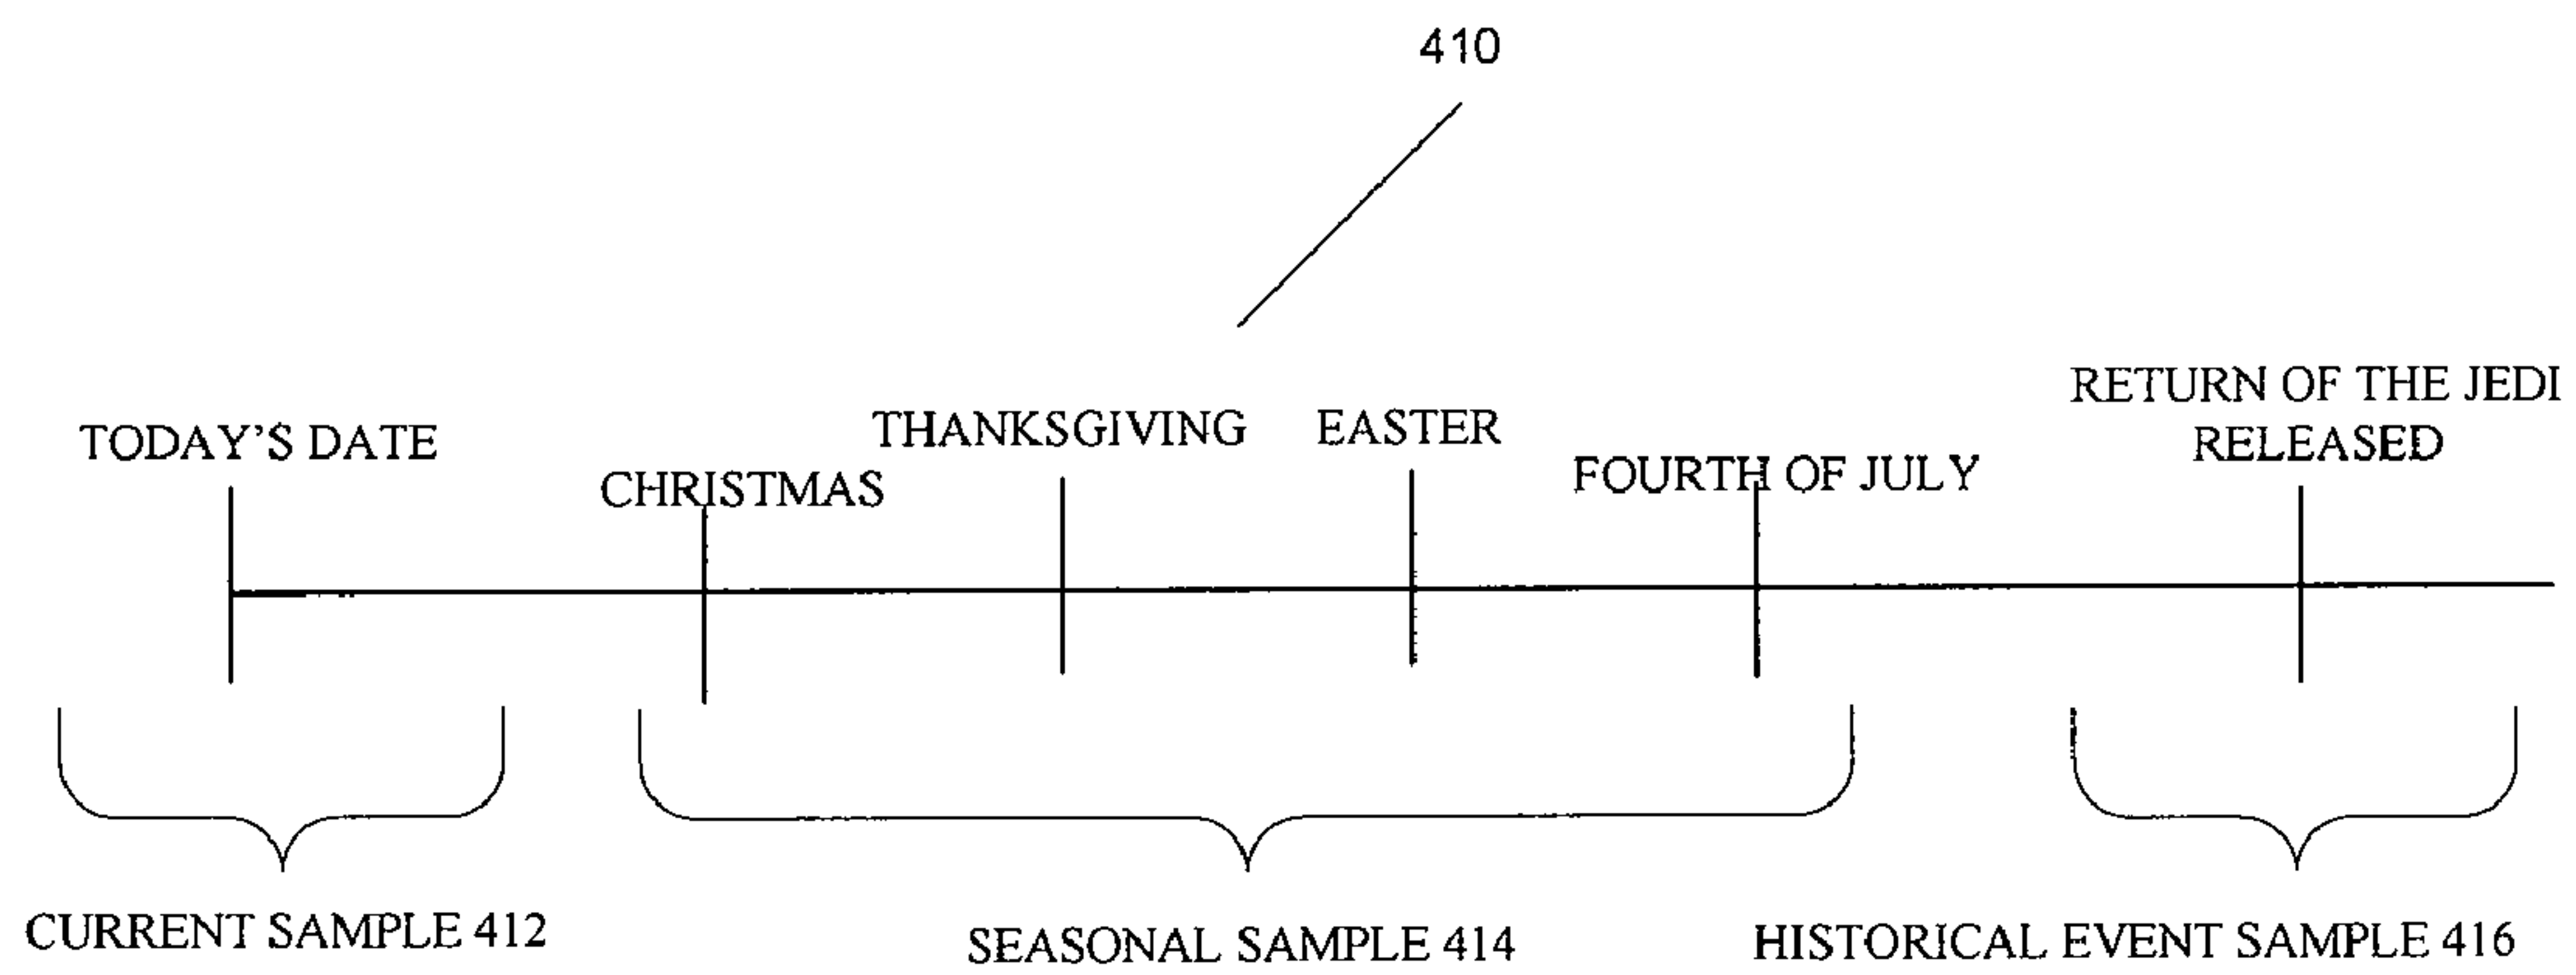 410
RETURN OF THE JEDI
RELEASED
TODAY'S DATE
THANKSGIVING
EASTER
CHRISTMAS
FOURTH OF JULY
CURRENT SAMPLE 412
SEASONAL SAMPLE 414
HISTORICAL EVENT SAMPLE 416